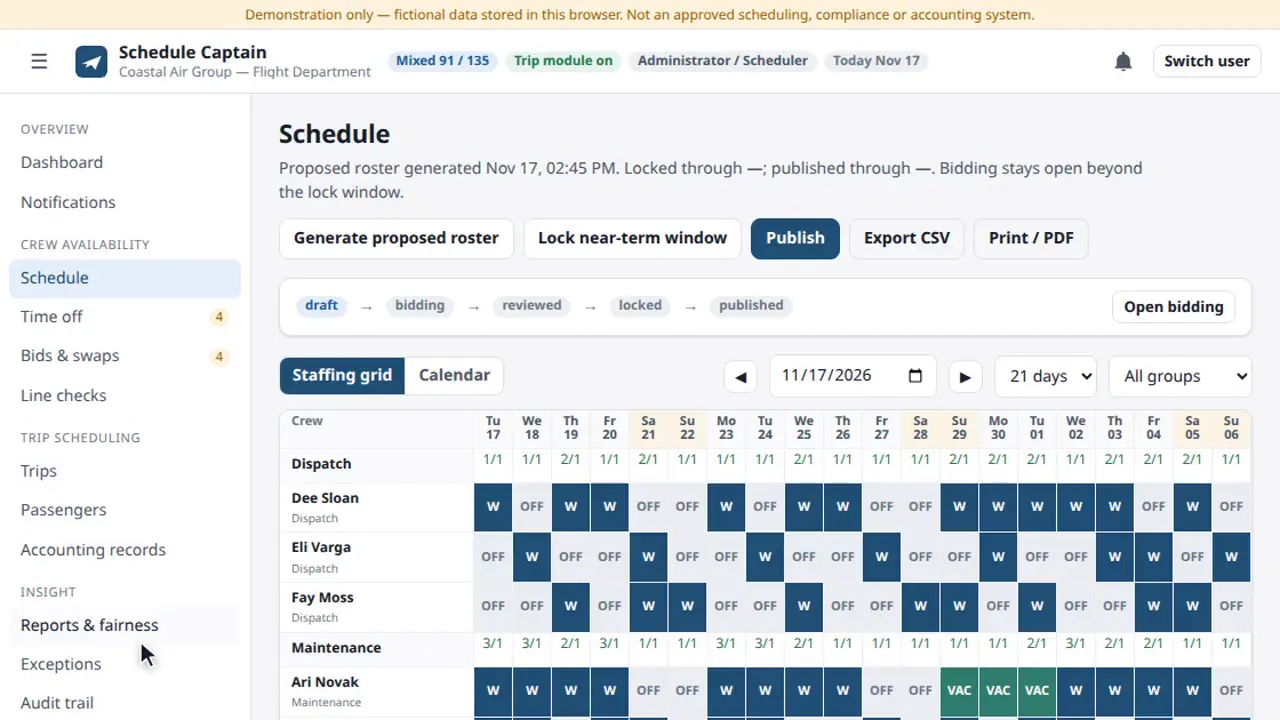 Demonstration only — fictional data stored in this browser. Not an approved scheduling, compliance or accounting system.
☰ Schedule Captain
Coastal Air Group — Flight Department
Mixed 91 / 135 Trip module on Administrator / Scheduler Today Nov 17 Switch user
OVERVIEW
Dashboard
Notifications
CREW AVAILABILITY
Schedule
Time off 4
Bids & swaps 4
Line checks
TRIP SCHEDULING
Trips
Passengers
Accounting records
INSIGHT
Reports & fairness
Exceptions
Audit trail
Schedule
Proposed roster generated Nov 17, 02:45 PM. Locked through —; published through —. Bidding stays open beyond
the lock window.
Generate proposed roster Lock near-term window Publish Export CSV Print / PDF
draft → bidding → reviewed → locked → published Open bidding
Staffing grid Calendar ◀ 11/17/2026 ▶ 21 days All groups
Crew Tu We Th Fr Sa Su Mo Tu We Th Fr Sa Su Mo Tu We Th Fr Sa Su
17 18 19 20 21 22 23 24 25 26 27 28 29 30 01 02 03 04 05 06
Dispatch 1/1 1/1 2/1 1/1 2/1 1/1 1/1 1/1 2/1 1/1 1/1 1/1 2/1 2/1 2/1 1/1 2/1 2/1 2/1 1/1
Dee Sloan W OFF W W OFF OFF W OFF W W OFF OFF W W W W W OFF W OFF
Dispatch
Eli Varga OFF W OFF OFF W OFF OFF W OFF OFF W OFF OFF W OFF OFF W W OFF W
Dispatch
Fay Moss OFF OFF W OFF W W OFF OFF W OFF OFF W W OFF W OFF OFF W W OFF
Dispatch
Maintenance 3/1 3/1 2/1 3/1 1/1 1/1 3/1 3/1 2/1 1/1 1/1 1/1 1/1 1/1 2/1 3/1 2/1 2/1 1/1 1/1
Ari Novak W W W W OFF OFF W W W W OFF OFF VAC VAC VAC W W W W OFF
Maintenance